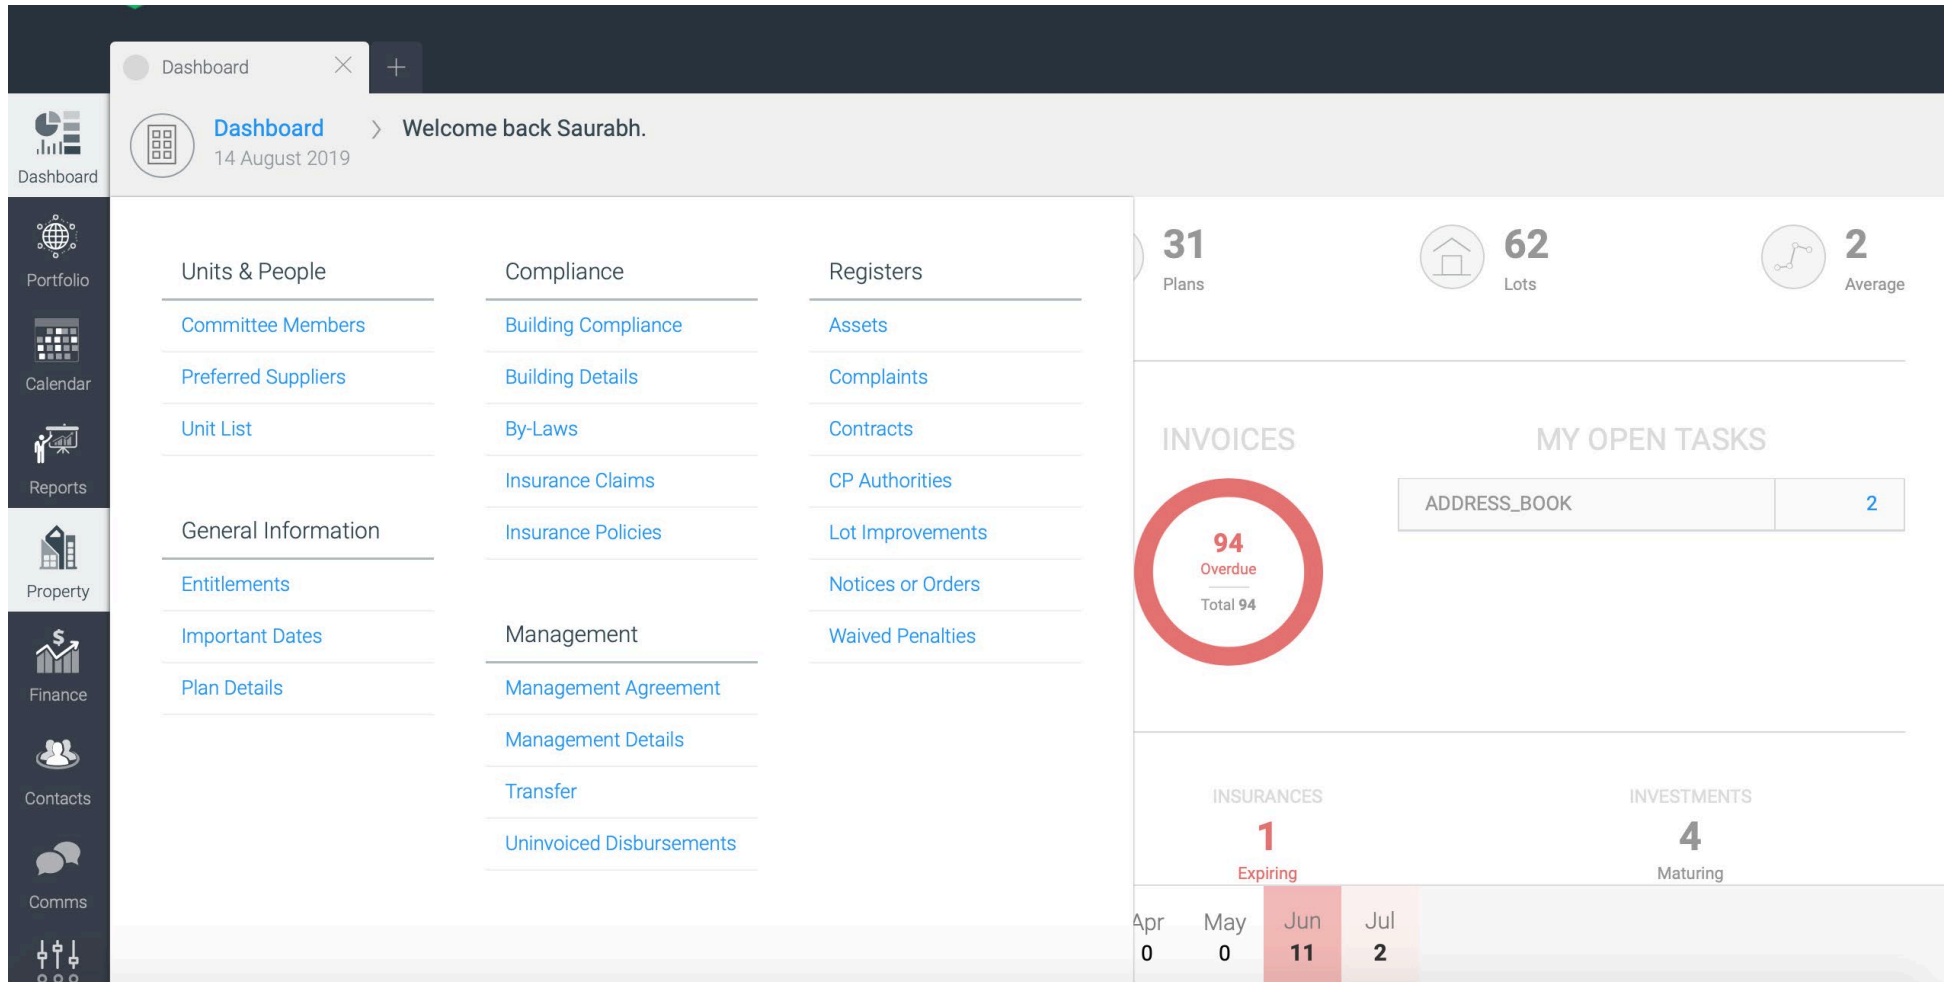 Dashboard
Dashboard
Welcome back Saurabh.
14 August 2019
Dashboard
Portfolio
Calendar
Reports
Property
Finance
Contacts
Comms
Units & People
Committee Members
Preferred Suppliers
Unit List
General Information
Entitlements
Important Dates
Plan Details
Compliance
Building Compliance
Building Details
By-Laws
Insurance Claims
Insurance Policies
Management
Management Agreement
Management Details
Transfer
Uninvoiced Disbursements
Registers
Assets
Complaints
Contracts
CP Authorities
Lot Improvements
Notices or Orders
Waived Penalties
31
Plans
62
Lots
2
Average
INVOICES
94
Overdue
Total 94
MY OPEN TASKS
ADDRESS_BOOK 2
INSURANCES
1
Expiring
INVESTMENTS
4
Maturing
Apr May Jun Jul
0 0 11 2